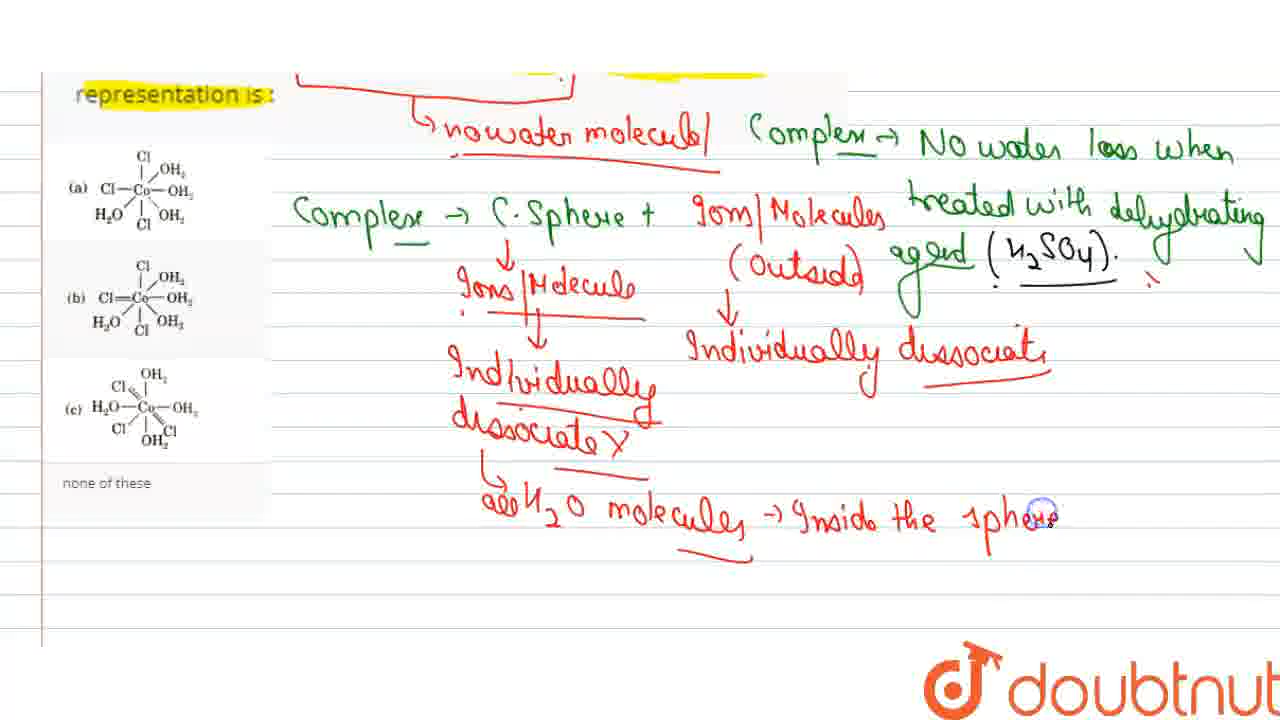 representation is :
↳ no water molecule/
Complex → No water loss when
treated with dehydrating
agent (H2SO4).
(a)
Cl
OH2
Cl
Co
OH2
H2O
OH2
Cl
Complex → C. Sphere + Ions/Molecules
(outside)
Ions/Molecule
Individually dissociate
(b)
Cl
OH2
Cl
Co
OH2
H2O
OH2
Cl
Individually
dissociate X
(c)
OH2
Cl
H2O
Co
OH2
Cl
Cl
OH2
none of these
all H2O molecules → Inside the sphere
doubtnut